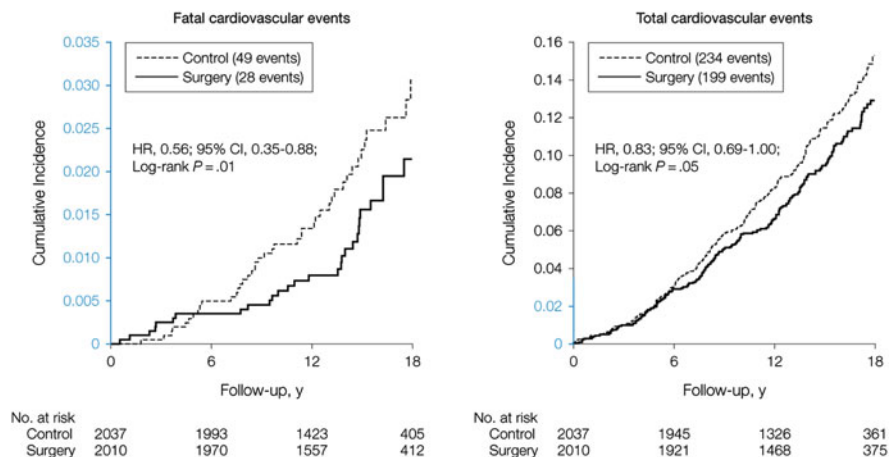 Fatal cardiovascular events
0.035
0.030
0.025
0.020
0.015
0.010
0.005
0
Cumulative Incidence
Control (49 events)
Surgery (28 events)
HR, 0.56; 95% CI, 0.35-0.88;
Log-rank P = .01
0 6 12 18
Follow-up, y
No. at risk
Control 2037 1993 1423 405
Surgery 2010 1970 1557 412
Total cardiovascular events
0.16
0.14
0.12
0.10
0.08
0.06
0.04
0.02
0
Cumulative Incidence
Control (234 events)
Surgery (199 events)
HR, 0.83; 95% CI, 0.69-1.00;
Log-rank P = .05
0 6 12 18
Follow-up, y
No. at risk
Control 2037 1945 1326 361
Surgery 2010 1921 1468 375